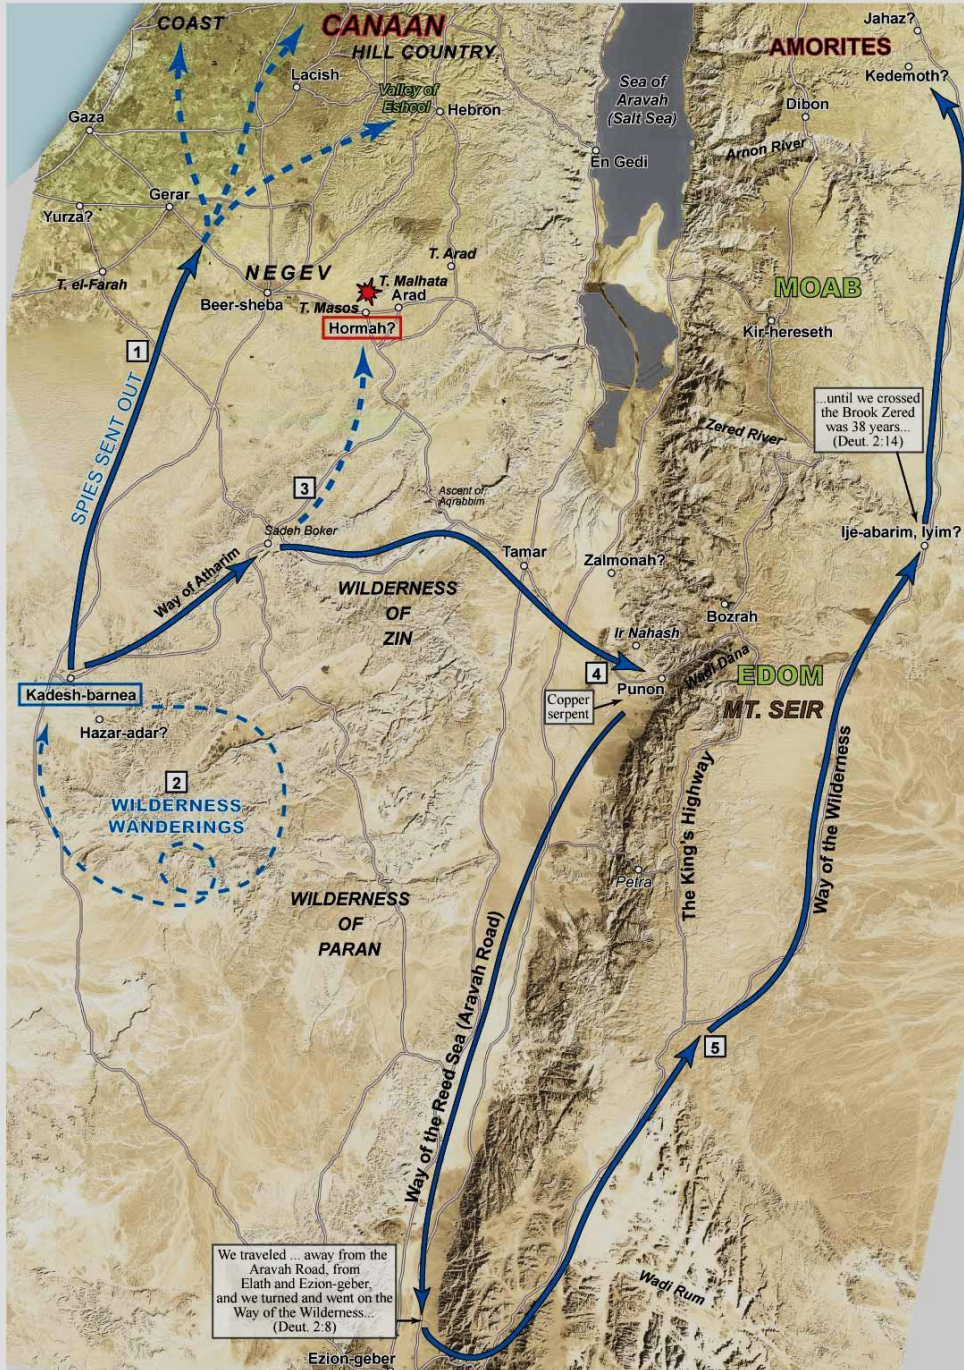 COAST
CANAAN
HILL COUNTRY
Jahaz?
AMORITES
Kedemoth?
Lacish
Valley of
Eshcol
Hebron
Sea of
Aravah
(Salt Sea)
Dibon
Gaza
Arnon River
En Gedi
Gerar
Yurza?
T. el-Farah
NEGEV
T. Arad
T. Malhata
Arad
Beer-sheba
T. Masos
Hormah?
MOAB
Kir-hereseth
1
SPIES SENT OUT
...until we crossed
the Brook Zered
was 38 years...
(Deut. 2:14)
Zered River
3
Ascent of
Aqrabbim
Sadeh Boker
Ije-abarim, Iyim?
Tamar
Zalmonah?
Way of Atharim
WILDERNESS
OF
ZIN
Bozrah
Ir Nahash
Wadi Dana
4
Punon
EDOM
MT. SEIR
Kadesh-barnea
Copper
serpent
Hazar-adar?
2
WILDERNESS
WANDERINGS
The King's Highway
Way of the Wilderness
Petra
WILDERNESS
OF
PARAN
Way of the Reed Sea (Aravah Road)
5
We traveled ... away from the
Aravah Road, from
Elath and Ezion-geber,
and we turned and went on the
Way of the Wilderness...
(Deut. 2:8)
Wadi Rum
Ezion-geber